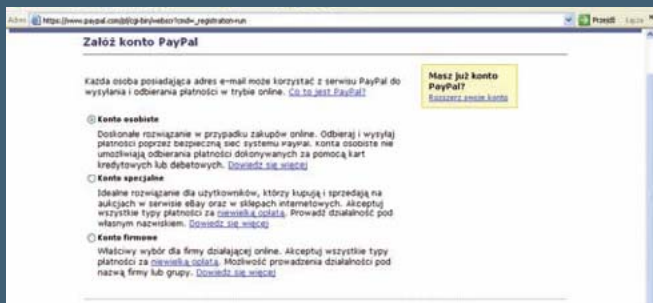 https://www.paypal.com/pl/cgi-bin/webscr?cmd=_registration-run
Przejdź
Łącza
Załóż konto PayPal
Każda osoba posiadająca adres e-mail może korzystać z serwisu PayPal do
wysyłania i odbierania płatności w trybie online. Co to jest PayPal?
Masz już konto
PayPal?
Rozszerz swoje konto
Konto osobiste
Doskonałe rozwiązanie w przypadku zakupów online. Odbieraj i wysyłaj
płatności poprzez bezpieczną sieć systemu PayPal. Konta osobiste nie
umożliwiają odbierania płatności dokonywanych za pomocą kart
kredytowych lub debetowych. Dowiedz się więcej
Konto specjalne
Idealne rozwiązanie dla użytkowników, którzy kupują i sprzedają na
aukcjach w serwisie eBay oraz w sklepach internetowych. Akceptuj
wszystkie typy płatności za niewielką opłatą. Prowadź działalność pod
własnym nazwiskiem. Dowiedz się więcej
Konto firmowe
Właściwy wybór dla firmy działającej online. Akceptuj wszystkie typy
płatności za niewielką opłatą. Możliwość prowadzenia działalności pod
nazwą firmy lub grupy. Dowiedz się więcej